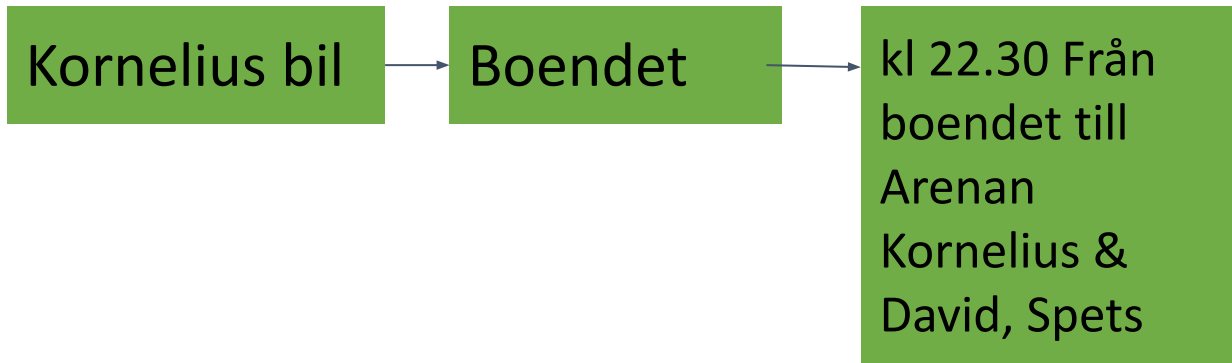 Kornelius bil
Boendet
kl 22.30 Från
boendet till
Arenan
Kornelius &
David, Spets